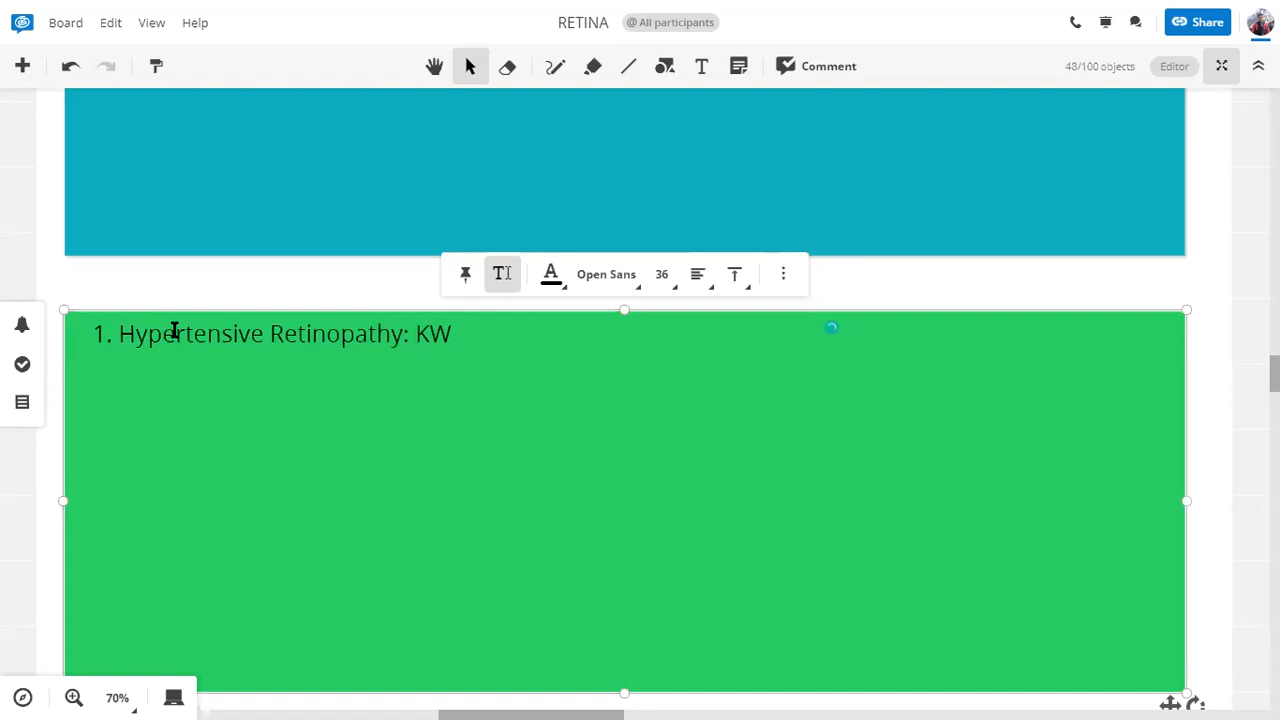 Board Edit View Help RETINA @ All participants Share
T Comment 43/100 objects Editor
T A Open Sans 36
1. Hypertensive Retinopathy: KW
70%